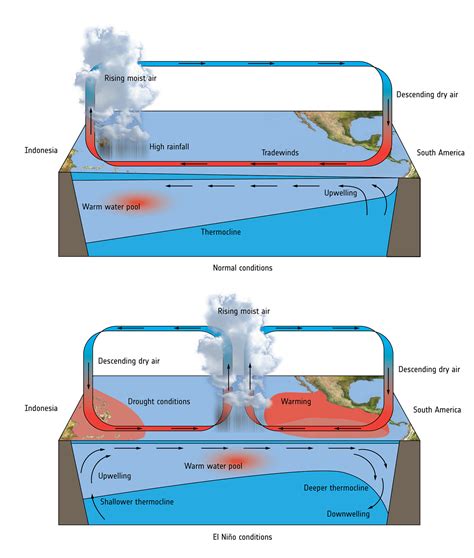 Rising moist air
Descending dry air
Indonesia
High rainfall
Tradewinds
South America
Warm water pool
Upwelling
Thermocline
Normal conditions
Rising moist air
Descending dry air
Descending dry air
Drought conditions
Warming
Indonesia
South America
Warm water pool
Upwelling
Deeper thermocline
Shallower thermocline
Downwelling
El Niño conditions